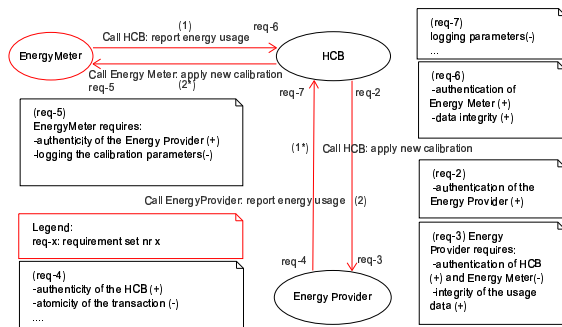 (1)
req-6
Call HCB: report energy usage
EnergyMeter
HCB
Call Energy Meter: apply new calibration
req-5
(2*)
req-7
req-2
(req-7)
logging parameters(-)
....
(req-6)
-authentication of
Energy Meter (+)
-data integrity (+)
(req-5)
EnergyMeter requires:
-authenticity of the Energy Provider (+)
-logging the calibration parameters(-)
(1*)
Call HCB: apply new calibration
(req-2)
-authentication of the
Energy Provider (+)
Call EnergyProvider: report energy usage
(2)
Legend:
req-x: requirement set nr x
(req-3) Energy
Provider requires:
-authentication of HCB
(+) and Energy Meter(-)
-integrity of the usage
data (+)
req-4
req-3
(req-4)
-authenticity of the HCB (+)
-atomicity of the transaction (-)
....
Energy Provider